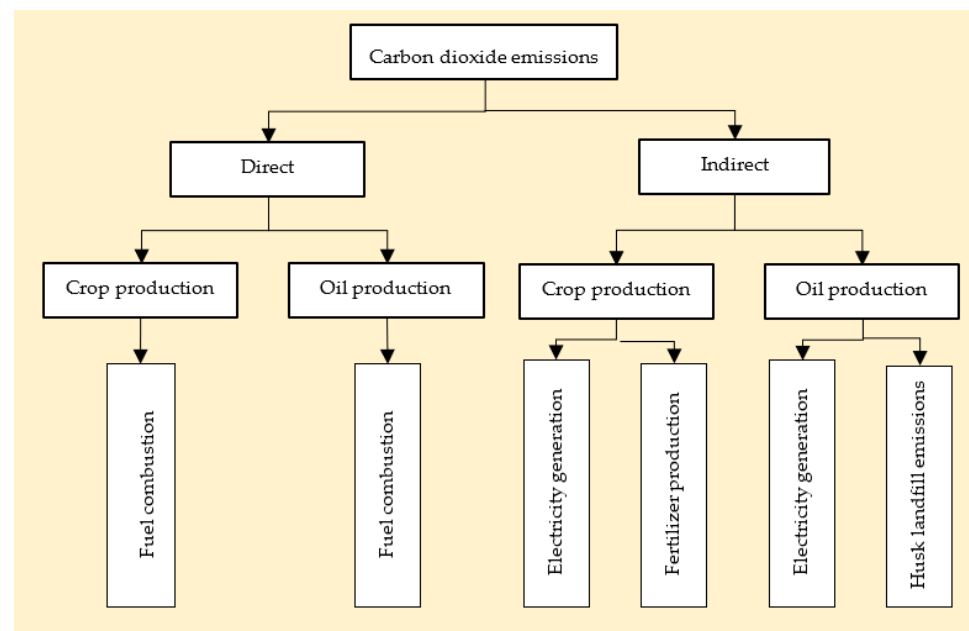 Carbon dioxide emissions
Direct
Indirect
Crop production
Oil production
Crop production
Oil production
Fuel combustion
Fuel combustion
Electricity generation
Fertilizer production
Electricity generation
Husk landfill emissions